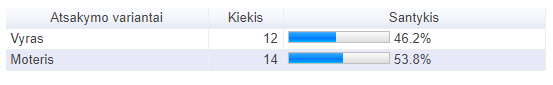 Atsakymo variantai Kiekis Santykis
Vyras 12 46.2%
Moteris 14 53.8%